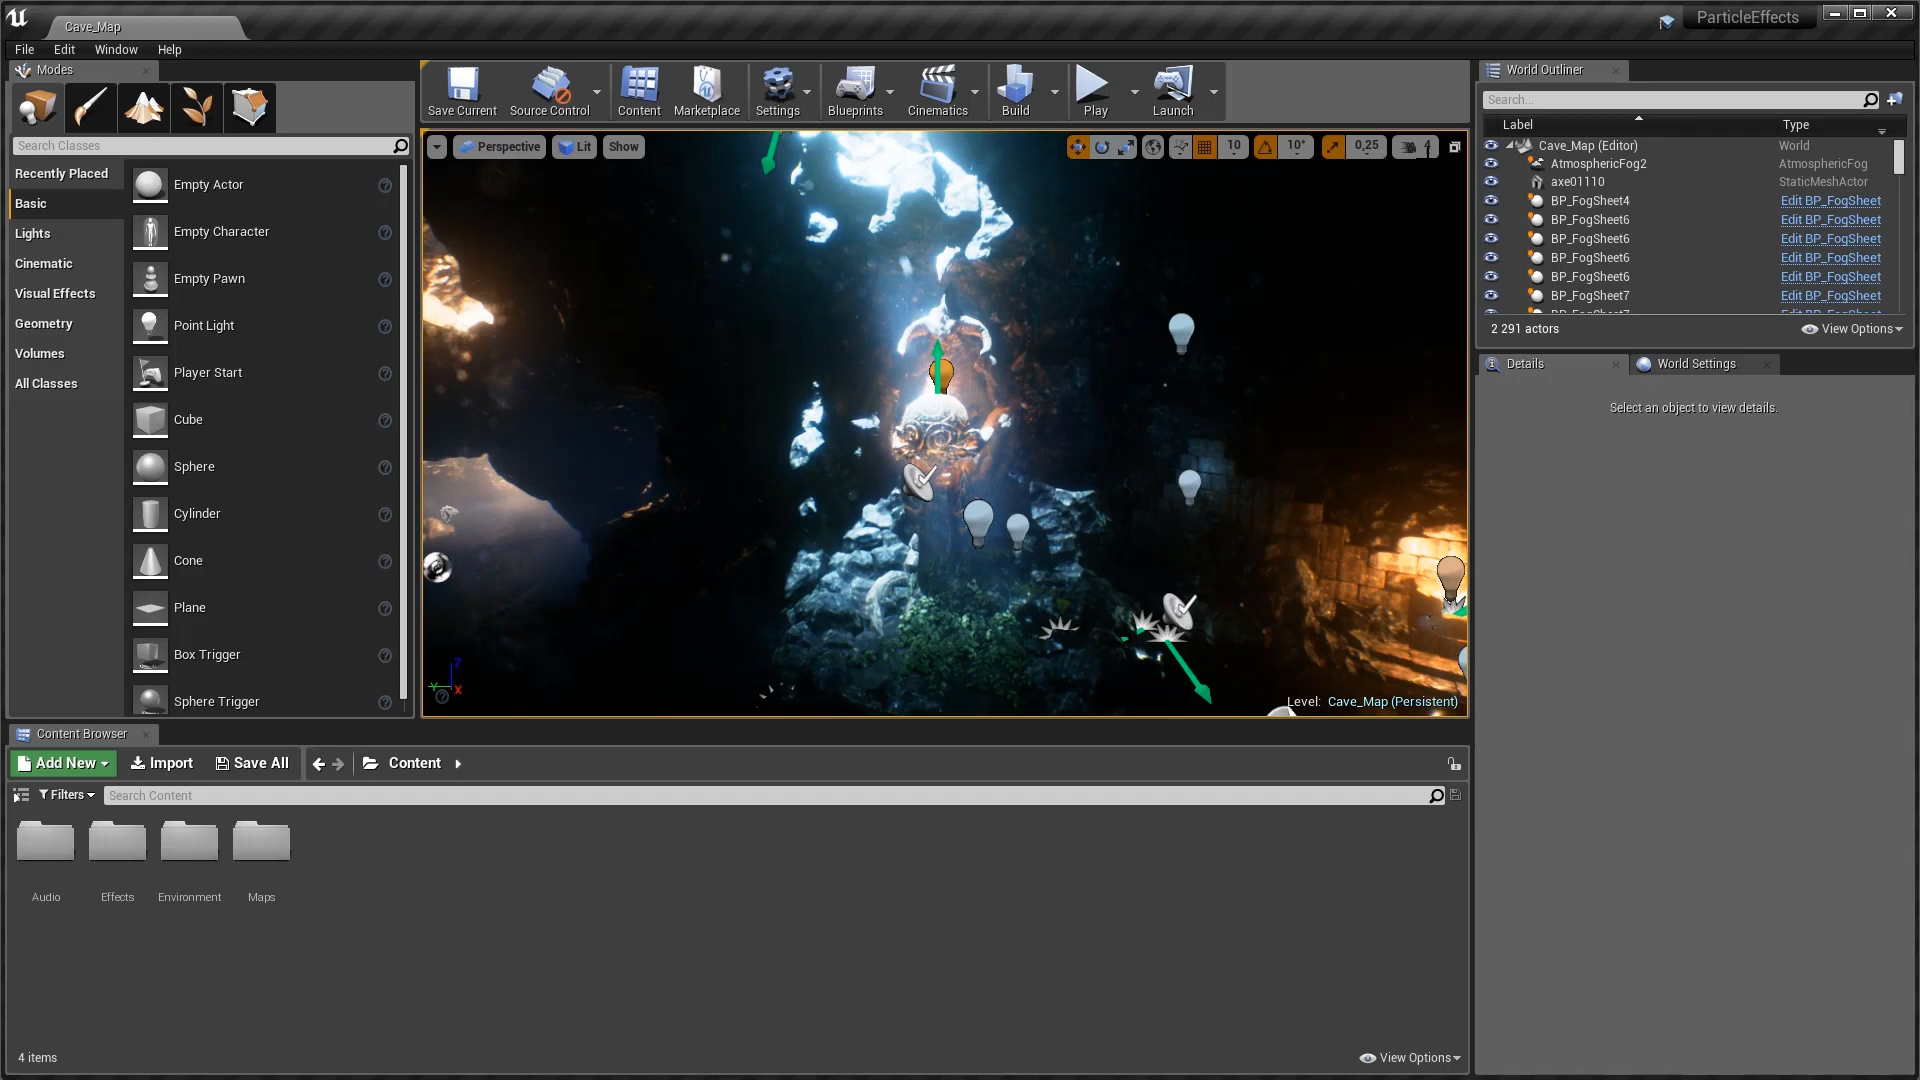 Cave_Map
ParticleEffects
File Edit Window Help
Modes
Search Classes
Recently Placed
Basic
Lights
Cinematic
Visual Effects
Geometry
Volumes
All Classes
Empty Actor
Empty Character
Empty Pawn
Point Light
Player Start
Cube
Sphere
Cylinder
Cone
Plane
Box Trigger
Sphere Trigger
Save Current Source Control Content Marketplace Settings Blueprints Cinematics Build Play Launch
Perspective Lit Show
10 10° 0,25 4
Z
Y X
Level: Cave_Map (Persistent)
World Outliner
Search...
Label Type
Cave_Map (Editor) World
AtmosphericFog2 AtmosphericFog
axe01110 StaticMeshActor
BP_FogSheet4 Edit BP_FogSheet
BP_FogSheet6 Edit BP_FogSheet
BP_FogSheet6 Edit BP_FogSheet
BP_FogSheet6 Edit BP_FogSheet
BP_FogSheet6 Edit BP_FogSheet
BP_FogSheet7 Edit BP_FogSheet
2 291 actors View Options
Details World Settings
Select an object to view details.
Content Browser
Add New Import Save All Content
Filters Search Content
Audio Effects Environment Maps
4 items View Options